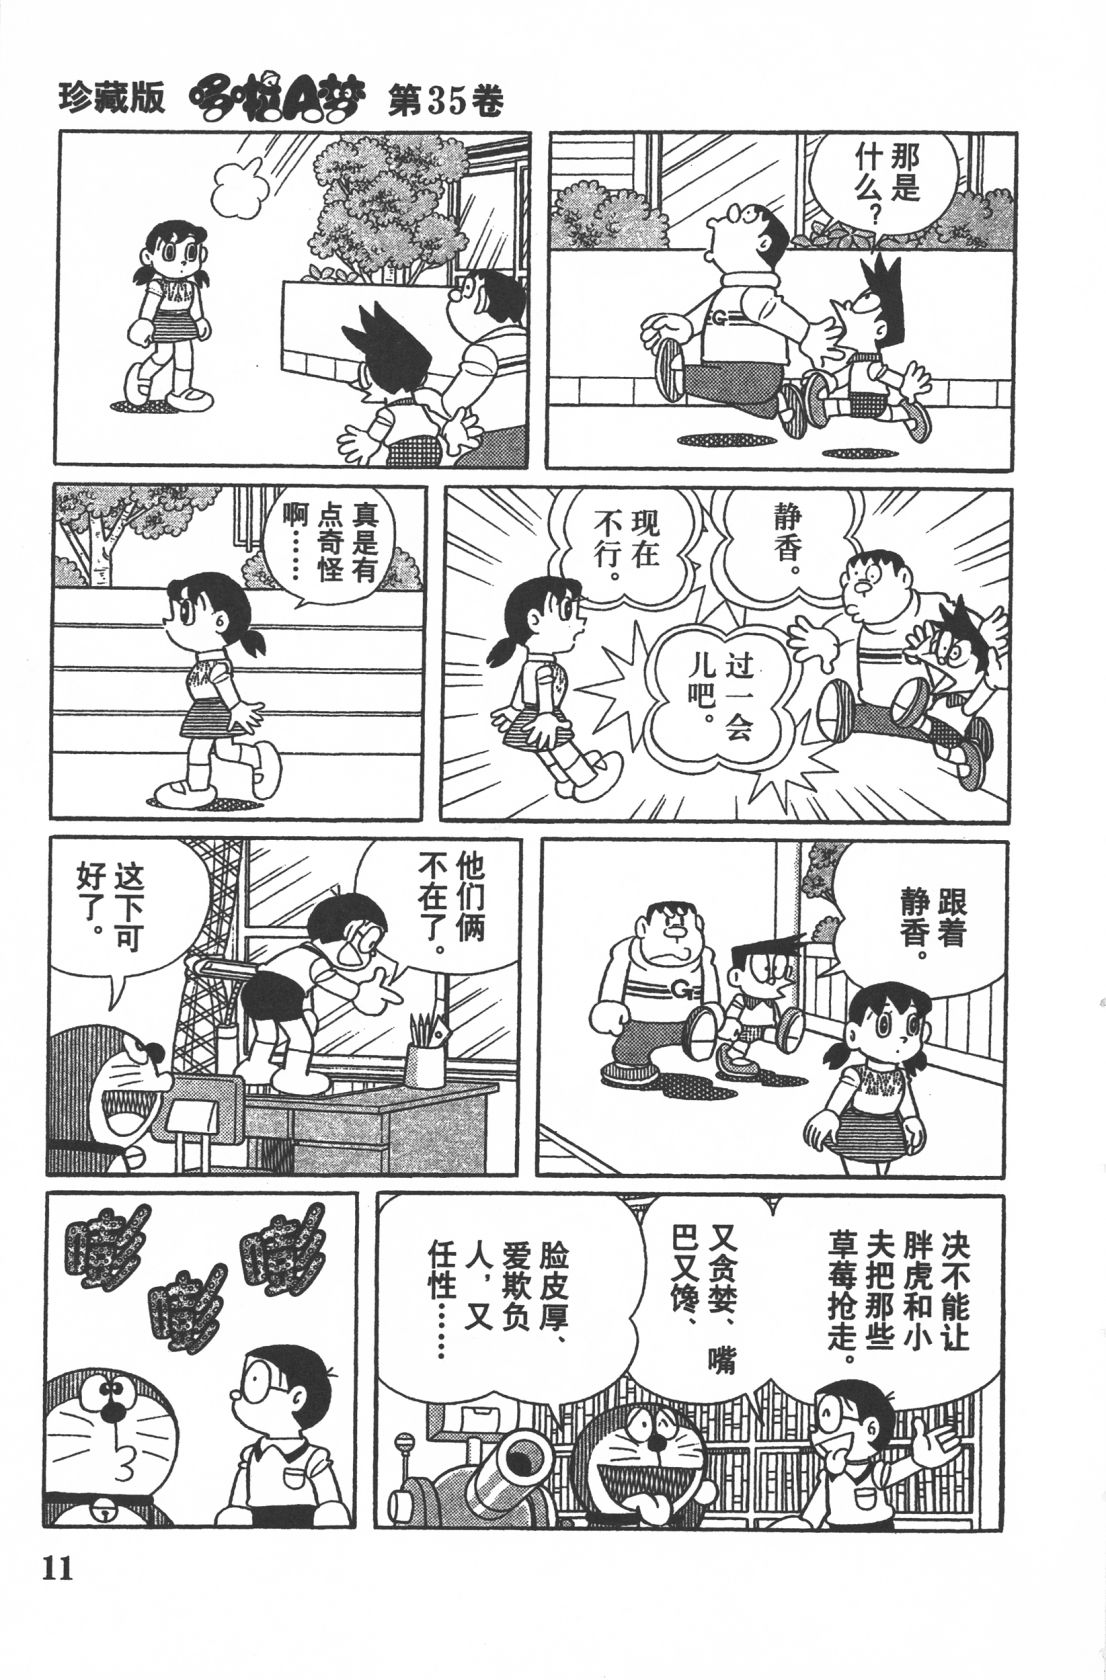 珍藏版 哆啦A梦 第35卷
那是
什么?
静香。
现在
不行。
过一会
儿吧。
真是有
点奇怪
啊……
跟着
静香。
他们俩
不在了。
这下可
好了。
决不能让
胖虎和小
夫把那些
草莓抢走。
又贪婪、嘴
巴又馋、
脸皮厚、
爱欺负
人,又
任性……
11